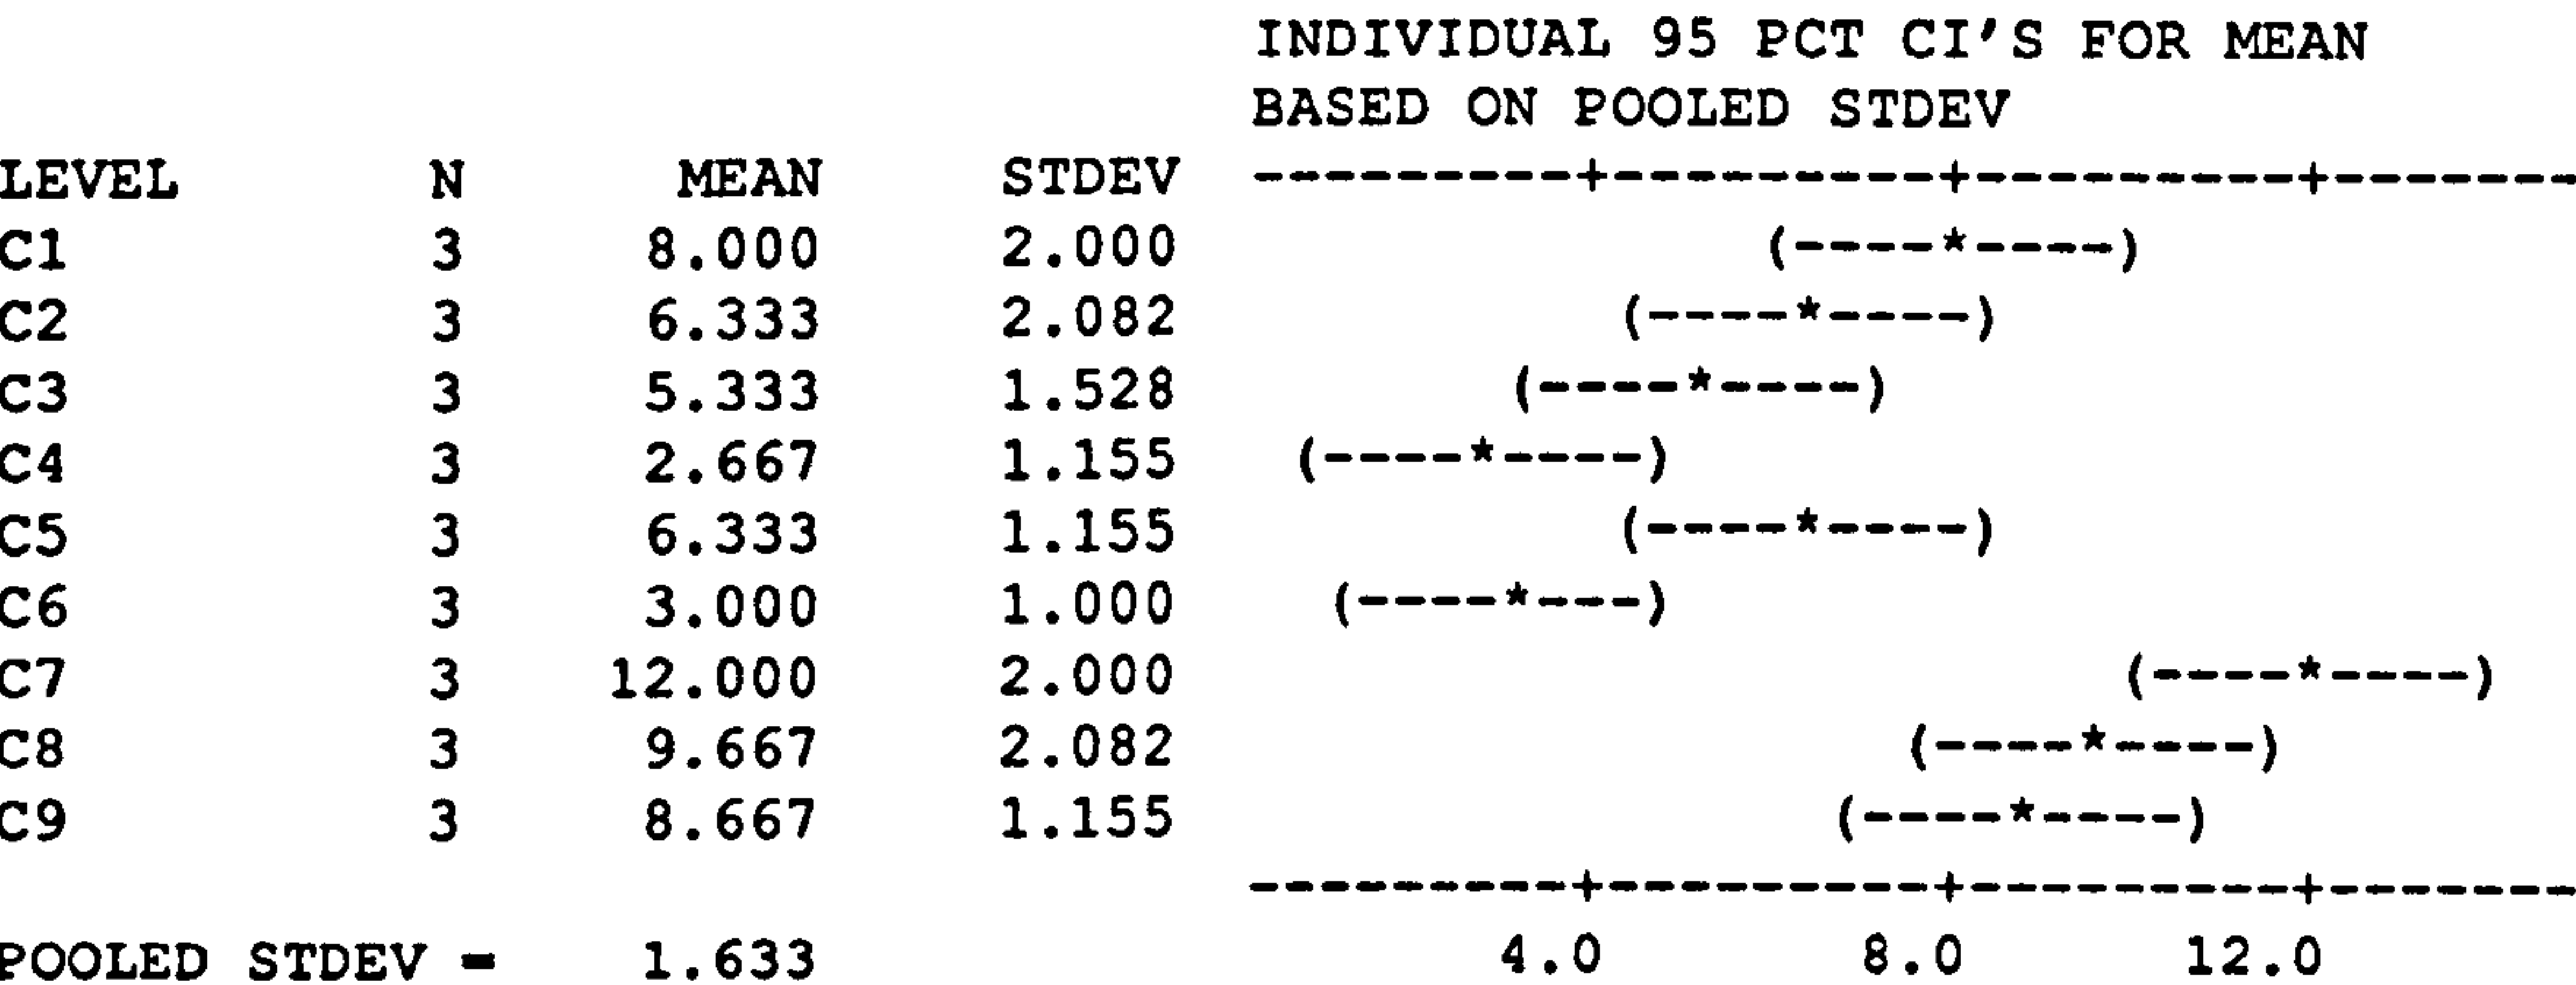 INDIVIDUAL 95 PCT CI'S FOR MEAN
BASED ON POOLED STDEV
LEVEL N MEAN STDEV ---------+---------+---------+-------
C1 3 8.000 2.000 (----*----)
C2 3 6.333 2.082 (----*----)
C3 3 5.333 1.528 (----*----)
C4 3 2.667 1.155 (----*----)
C5 3 6.333 1.155 (----*----)
C6 3 3.000 1.000 (----*---)
C7 3 12.000 2.000 (----*----)
C8 3 9.667 2.082 (----*----)
C9 3 8.667 1.155 (----*----)
---------+---------+---------+-------
POOLED STDEV = 1.633 4.0 8.0 12.0